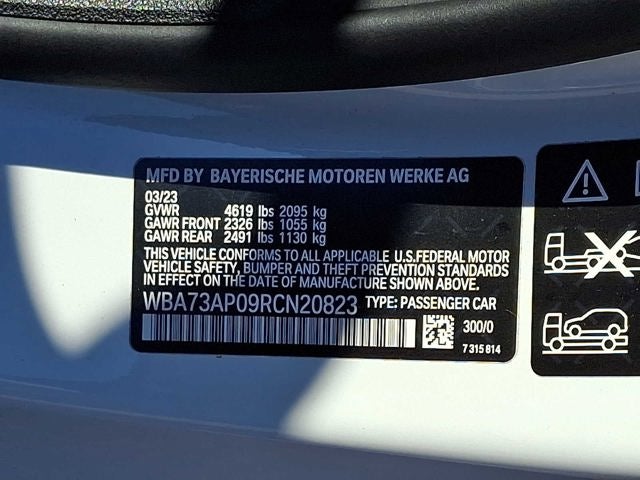 MFD BY BAYERISCHE MOTOREN WERKE AG
03/23
GVWR 4619 lbs 2095 kg
GAWR FRONT 2326 lbs 1055 kg
GAWR REAR 2491 lbs 1130 kg
THIS VEHICLE CONFORMS TO ALL APPLICABLE U.S.FEDERAL MOTOR
VEHICLE SAFETY, BUMPER AND THEFT PREVENTION STANDARDS
IN EFFECT ON THE DATE OF MANUFACTURE SHOWN ABOVE.
WBA73AP09RCN20823 TYPE: PASSENGER CAR
300/0
7 315 814